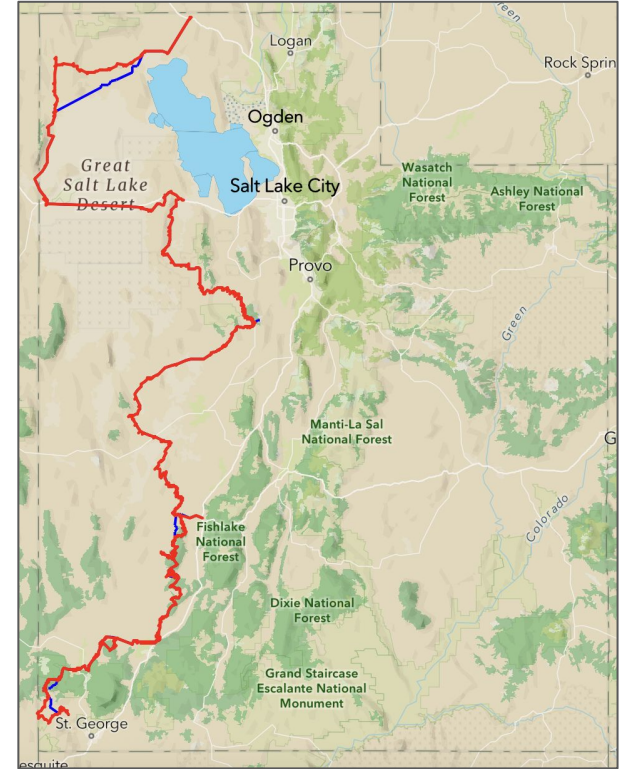 een
Logan
Rock Sprin
Ogden
Great
Salt Lake
Desert
Salt Lake City
Wasatch
National
Forest
Ashley National
Forest
Provo
Green
Manti-La Sal
National Forest
G
Colorado
Fishlake
National
Forest
Dixie National
Forest
Grand Staircase
Escalante National
Monument
St. George
esquite